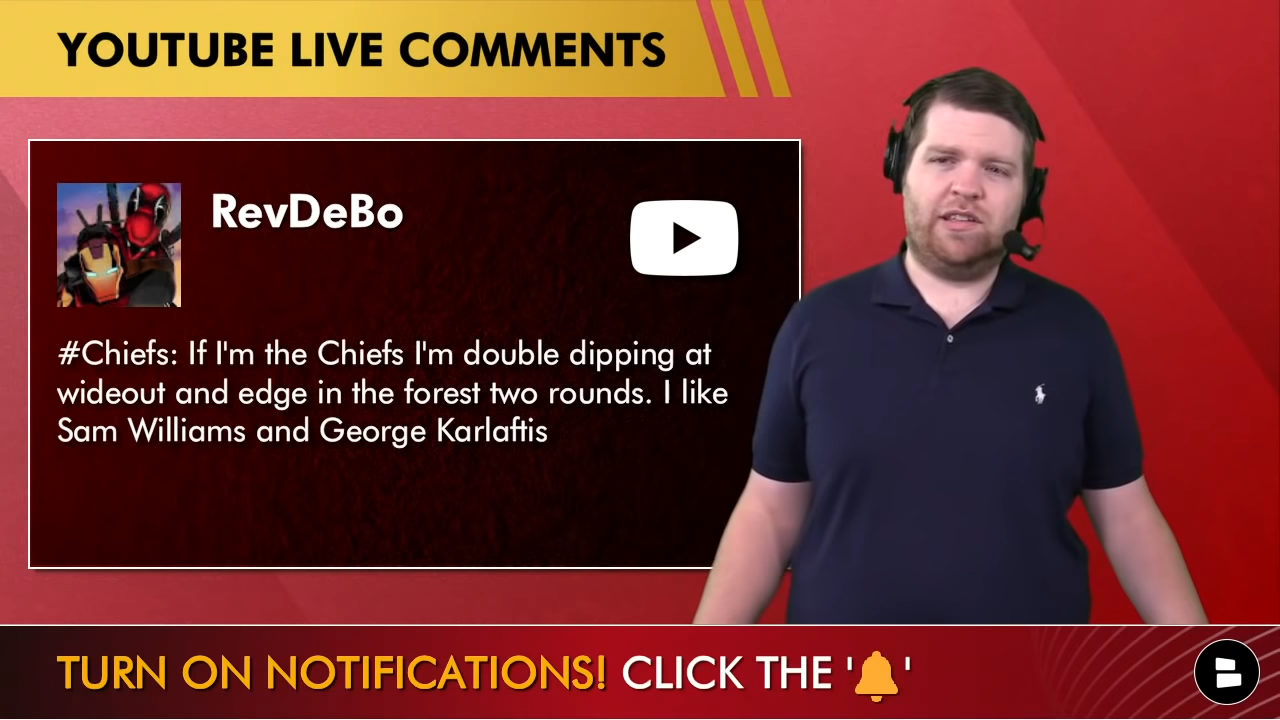 YOUTUBE LIVE COMMENTS
RevDeBo
#Chiefs: If I'm the Chiefs I'm double dipping at
wideout and edge in the forest two rounds. I like
Sam Williams and George Karlaftis
TURN ON NOTIFICATIONS! CLICK THE '🔔'